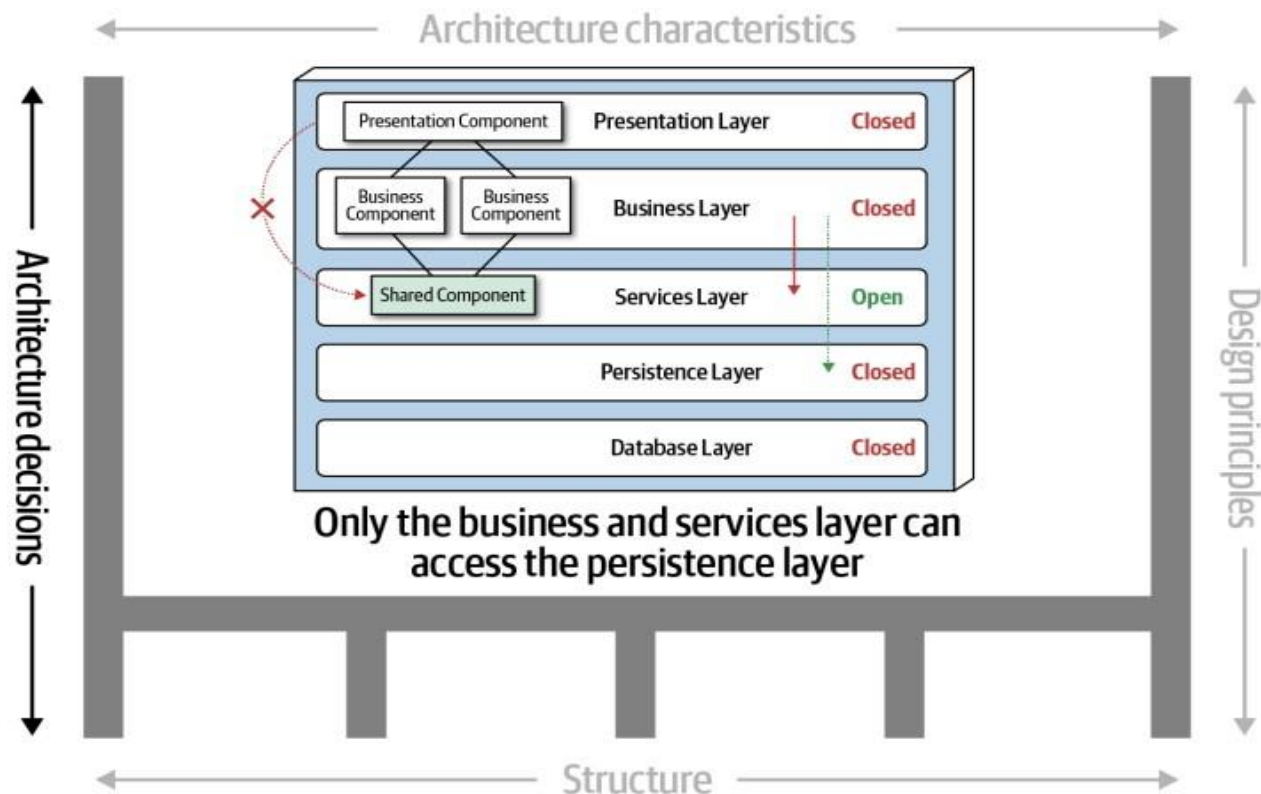 Architecture characteristics
Architecture decisions
Presentation Component
Presentation Layer
Closed
Business
Component
Business
Component
Business Layer
Closed
Shared Component
Services Layer
Open
Persistence Layer
Closed
Database Layer
Closed
Only the business and services layer can
access the persistence layer
Design principles
Structure